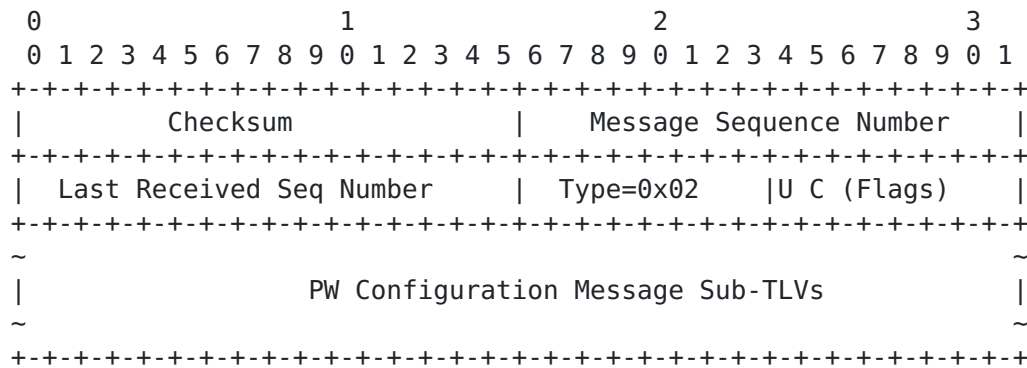 0                   1                   2                   3
 0 1 2 3 4 5 6 7 8 9 0 1 2 3 4 5 6 7 8 9 0 1 2 3 4 5 6 7 8 9 0 1
+-+-+-+-+-+-+-+-+-+-+-+-+-+-+-+-+-+-+-+-+-+-+-+-+-+-+-+-+-+-+-+-+
|         Checksum              |    Message Sequence Number    |
+-+-+-+-+-+-+-+-+-+-+-+-+-+-+-+-+-+-+-+-+-+-+-+-+-+-+-+-+-+-+-+-+
|  Last Received Seq Number     |  Type=0x02    |U C (Flags)    |
+-+-+-+-+-+-+-+-+-+-+-+-+-+-+-+-+-+-+-+-+-+-+-+-+-+-+-+-+-+-+-+-+
~                                                               ~
|                  PW Configuration Message Sub-TLVs            |
~                                                               ~
+-+-+-+-+-+-+-+-+-+-+-+-+-+-+-+-+-+-+-+-+-+-+-+-+-+-+-+-+-+-+-+-+